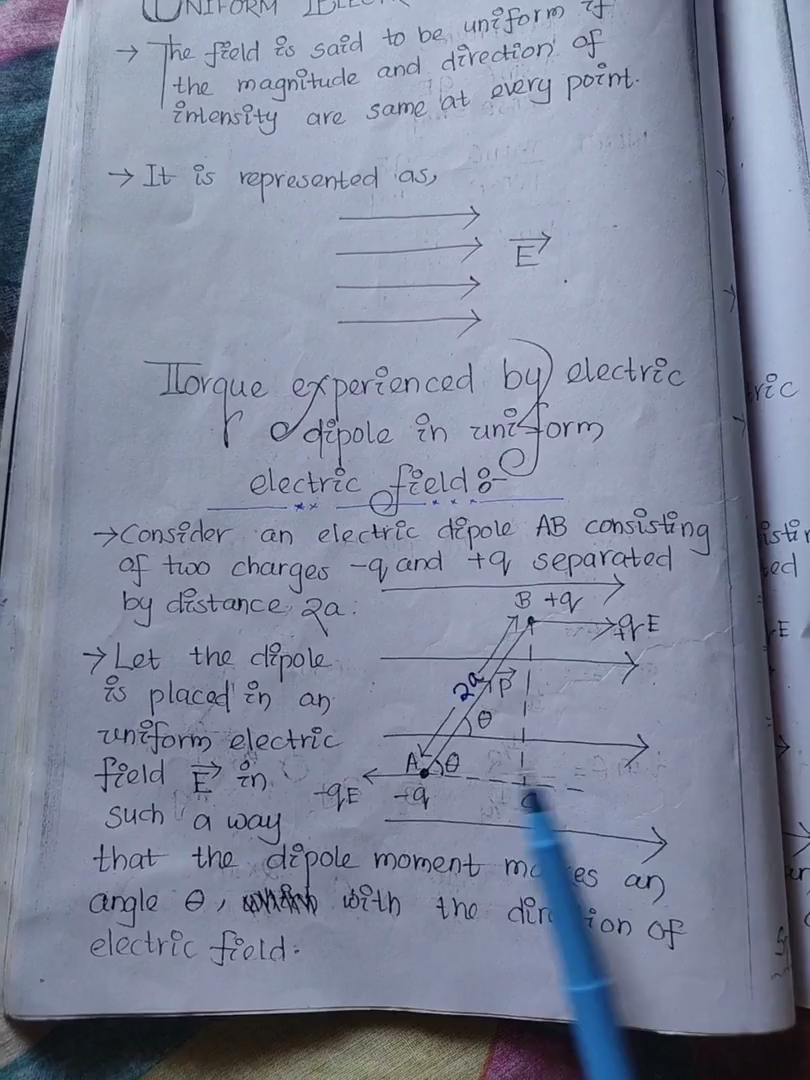 UNIFORM
→ The field is said to be uniform if
the magnitude and direction of
intensity are same at every point.
→ It is represented as,
E
Torque experienced by electric
dipole in uniform
electric field:-
→ Consider an electric dipole AB consisting
of two charges -q and +q separated
by distance 2a.
B +q
+qE
→ Let the dipole
is placed in an
uniform electric
field E in
such a way
2a
P
θ
A θ
-qE
-q
that the dipole moment makes an
angle θ, with the direction of
electric field.